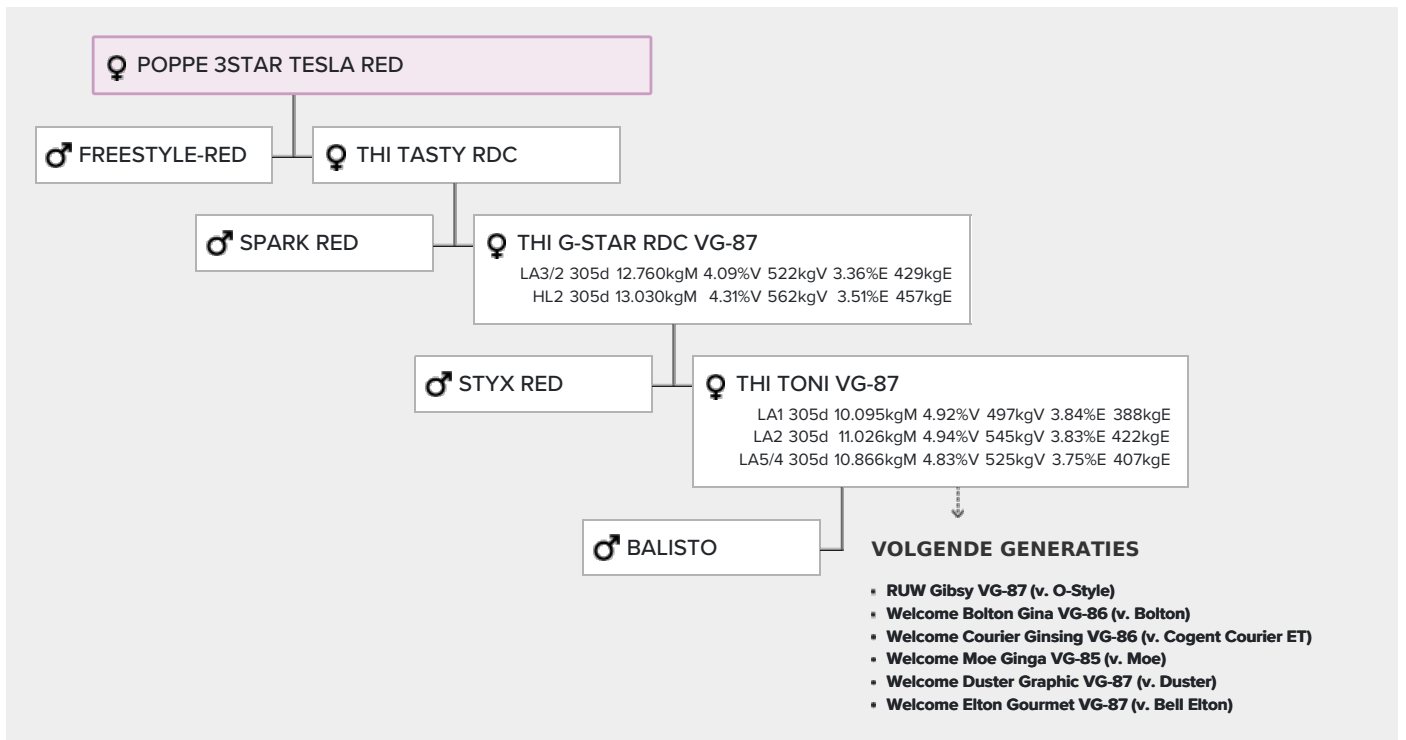 POPPE 3STAR TESLA RED
FREESTYLE-RED
THI TASTY RDC
SPARK RED
THI G-STAR RDC VG-87
LA3/2 305d 12.760kgM 4.09%V 522kgV 3.36%E 429kgE
HL2 305d 13.030kgM 4.31%V 562kgV 3.51%E 457kgE
STYX RED
THI TONI VG-87
LA1 305d 10.095kgM 4.92%V 497kgV 3.84%E 388kgE
LA2 305d 11.026kgM 4.94%V 545kgV 3.83%E 422kgE
LA5/4 305d 10.866kgM 4.83%V 525kgV 3.75%E 407kgE
BALISTO
VOLGENDE GENERATIES
▪ RUW Gibsy VG-87 (v. O-Style)
▪ Welcome Bolton Gina VG-86 (v. Bolton)
▪ Welcome Courier Ginsing VG-86 (v. Cogent Courier ET)
▪ Welcome Moe Ginga VG-85 (v. Moe)
▪ Welcome Duster Graphic VG-87 (v. Duster)
▪ Welcome Elton Gourmet VG-87 (v. Bell Elton)